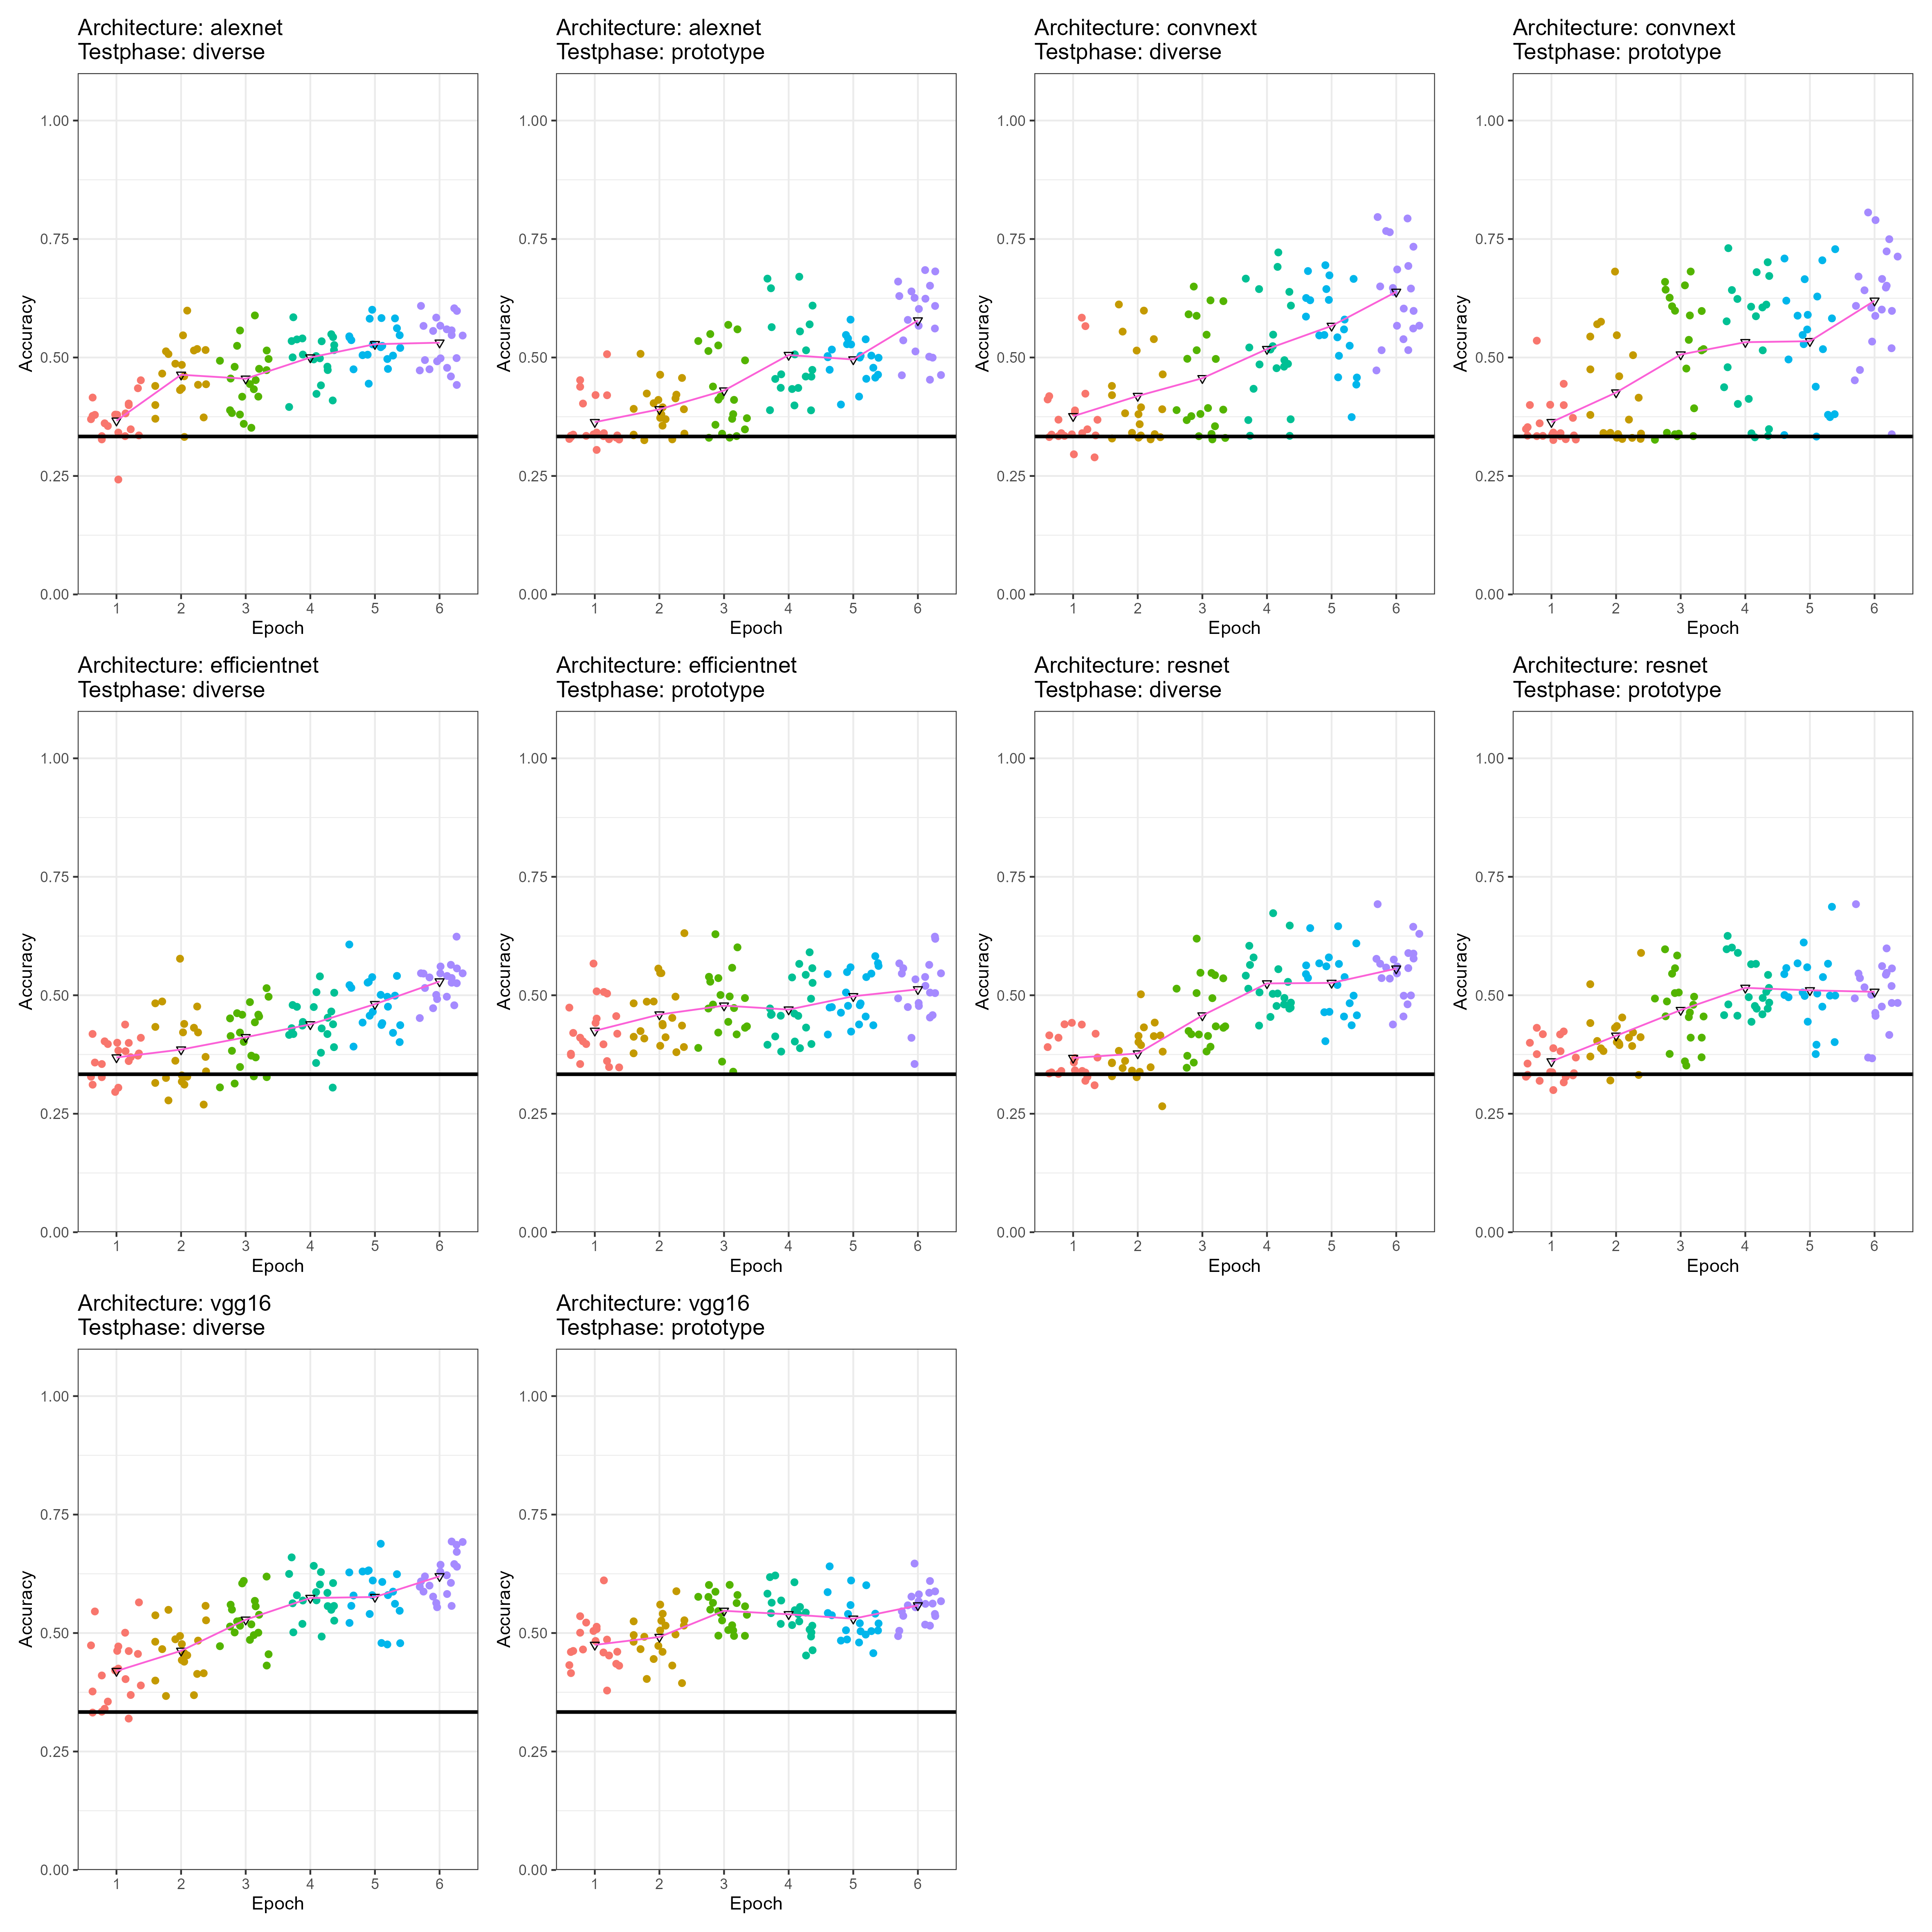 Architecture: alexnet
Testphase: diverse
1.00
0.75
0.50
0.25
0.00
Accuracy
1 2 3 4 5 6
Epoch
Architecture: alexnet
Testphase: prototype
1.00
0.75
0.50
0.25
0.00
Accuracy
1 2 3 4 5 6
Epoch
Architecture: convnext
Testphase: diverse
1.00
0.75
0.50
0.25
0.00
Accuracy
1 2 3 4 5 6
Epoch
Architecture: convnext
Testphase: prototype
1.00
0.75
0.50
0.25
0.00
Accuracy
1 2 3 4 5 6
Epoch
Architecture: efficientnet
Testphase: diverse
1.00
0.75
0.50
0.25
0.00
Accuracy
1 2 3 4 5 6
Epoch
Architecture: efficientnet
Testphase: prototype
1.00
0.75
0.50
0.25
0.00
Accuracy
1 2 3 4 5 6
Epoch
Architecture: resnet
Testphase: diverse
1.00
0.75
0.50
0.25
0.00
Accuracy
1 2 3 4 5 6
Epoch
Architecture: resnet
Testphase: prototype
1.00
0.75
0.50
0.25
0.00
Accuracy
1 2 3 4 5 6
Epoch
Architecture: vgg16
Testphase: diverse
1.00
0.75
0.50
0.25
0.00
Accuracy
1 2 3 4 5 6
Epoch
Architecture: vgg16
Testphase: prototype
1.00
0.75
0.50
0.25
0.00
Accuracy
1 2 3 4 5 6
Epoch